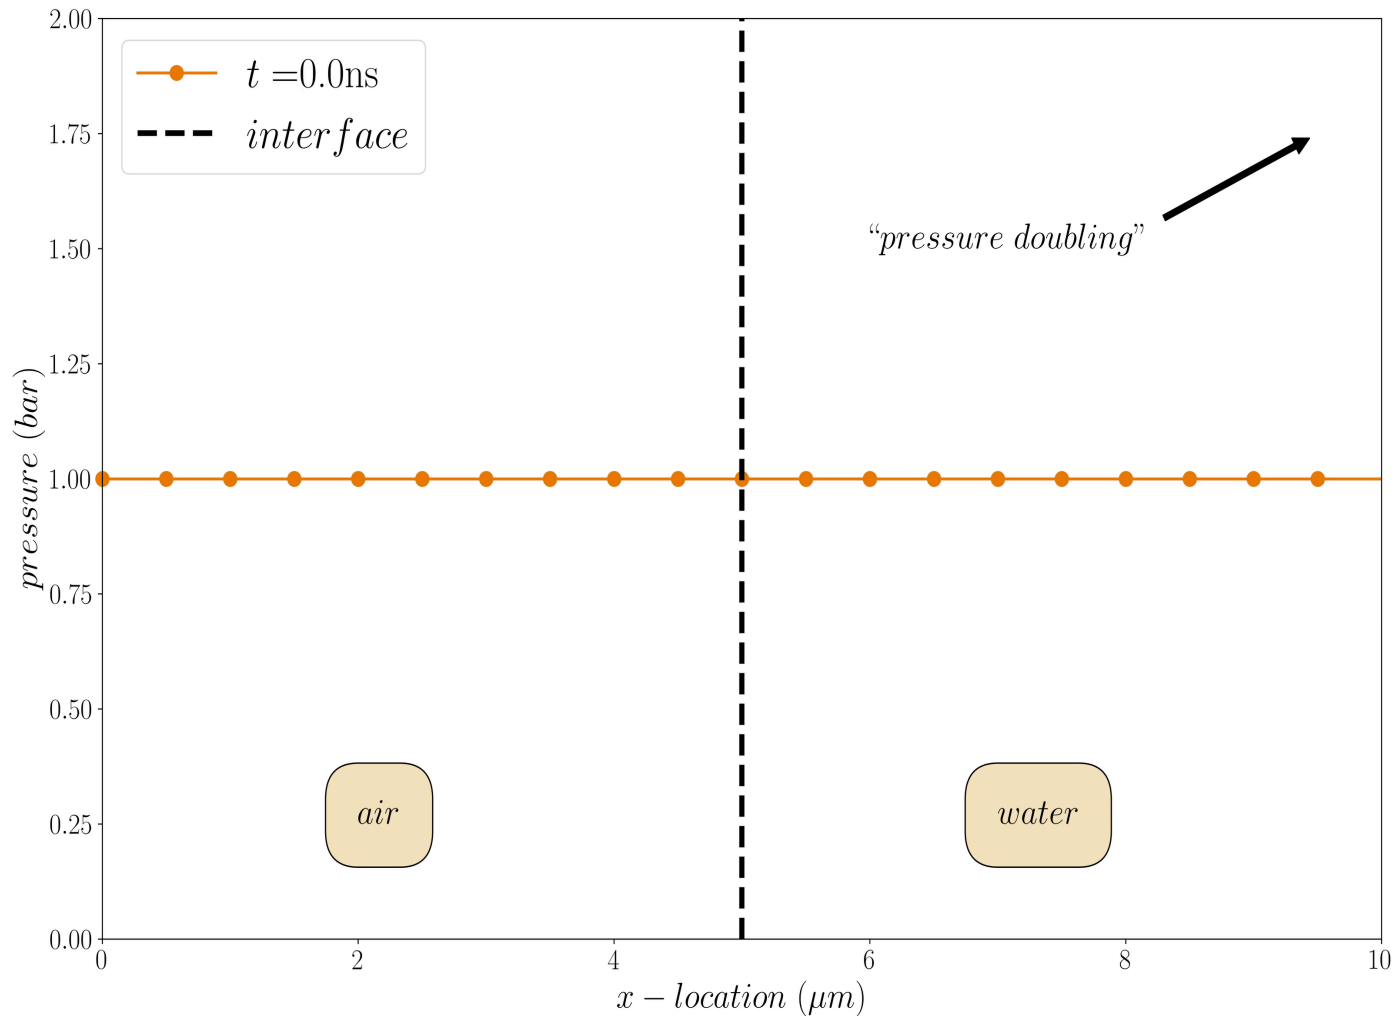 2.00
t =0.0ns
interface
1.75
“pressure doubling”
1.50
1.25
pressure (bar)
1.00
0.75
0.50
air
water
0.25
0.00
0 2 4 6 8 10
x − location (μm)